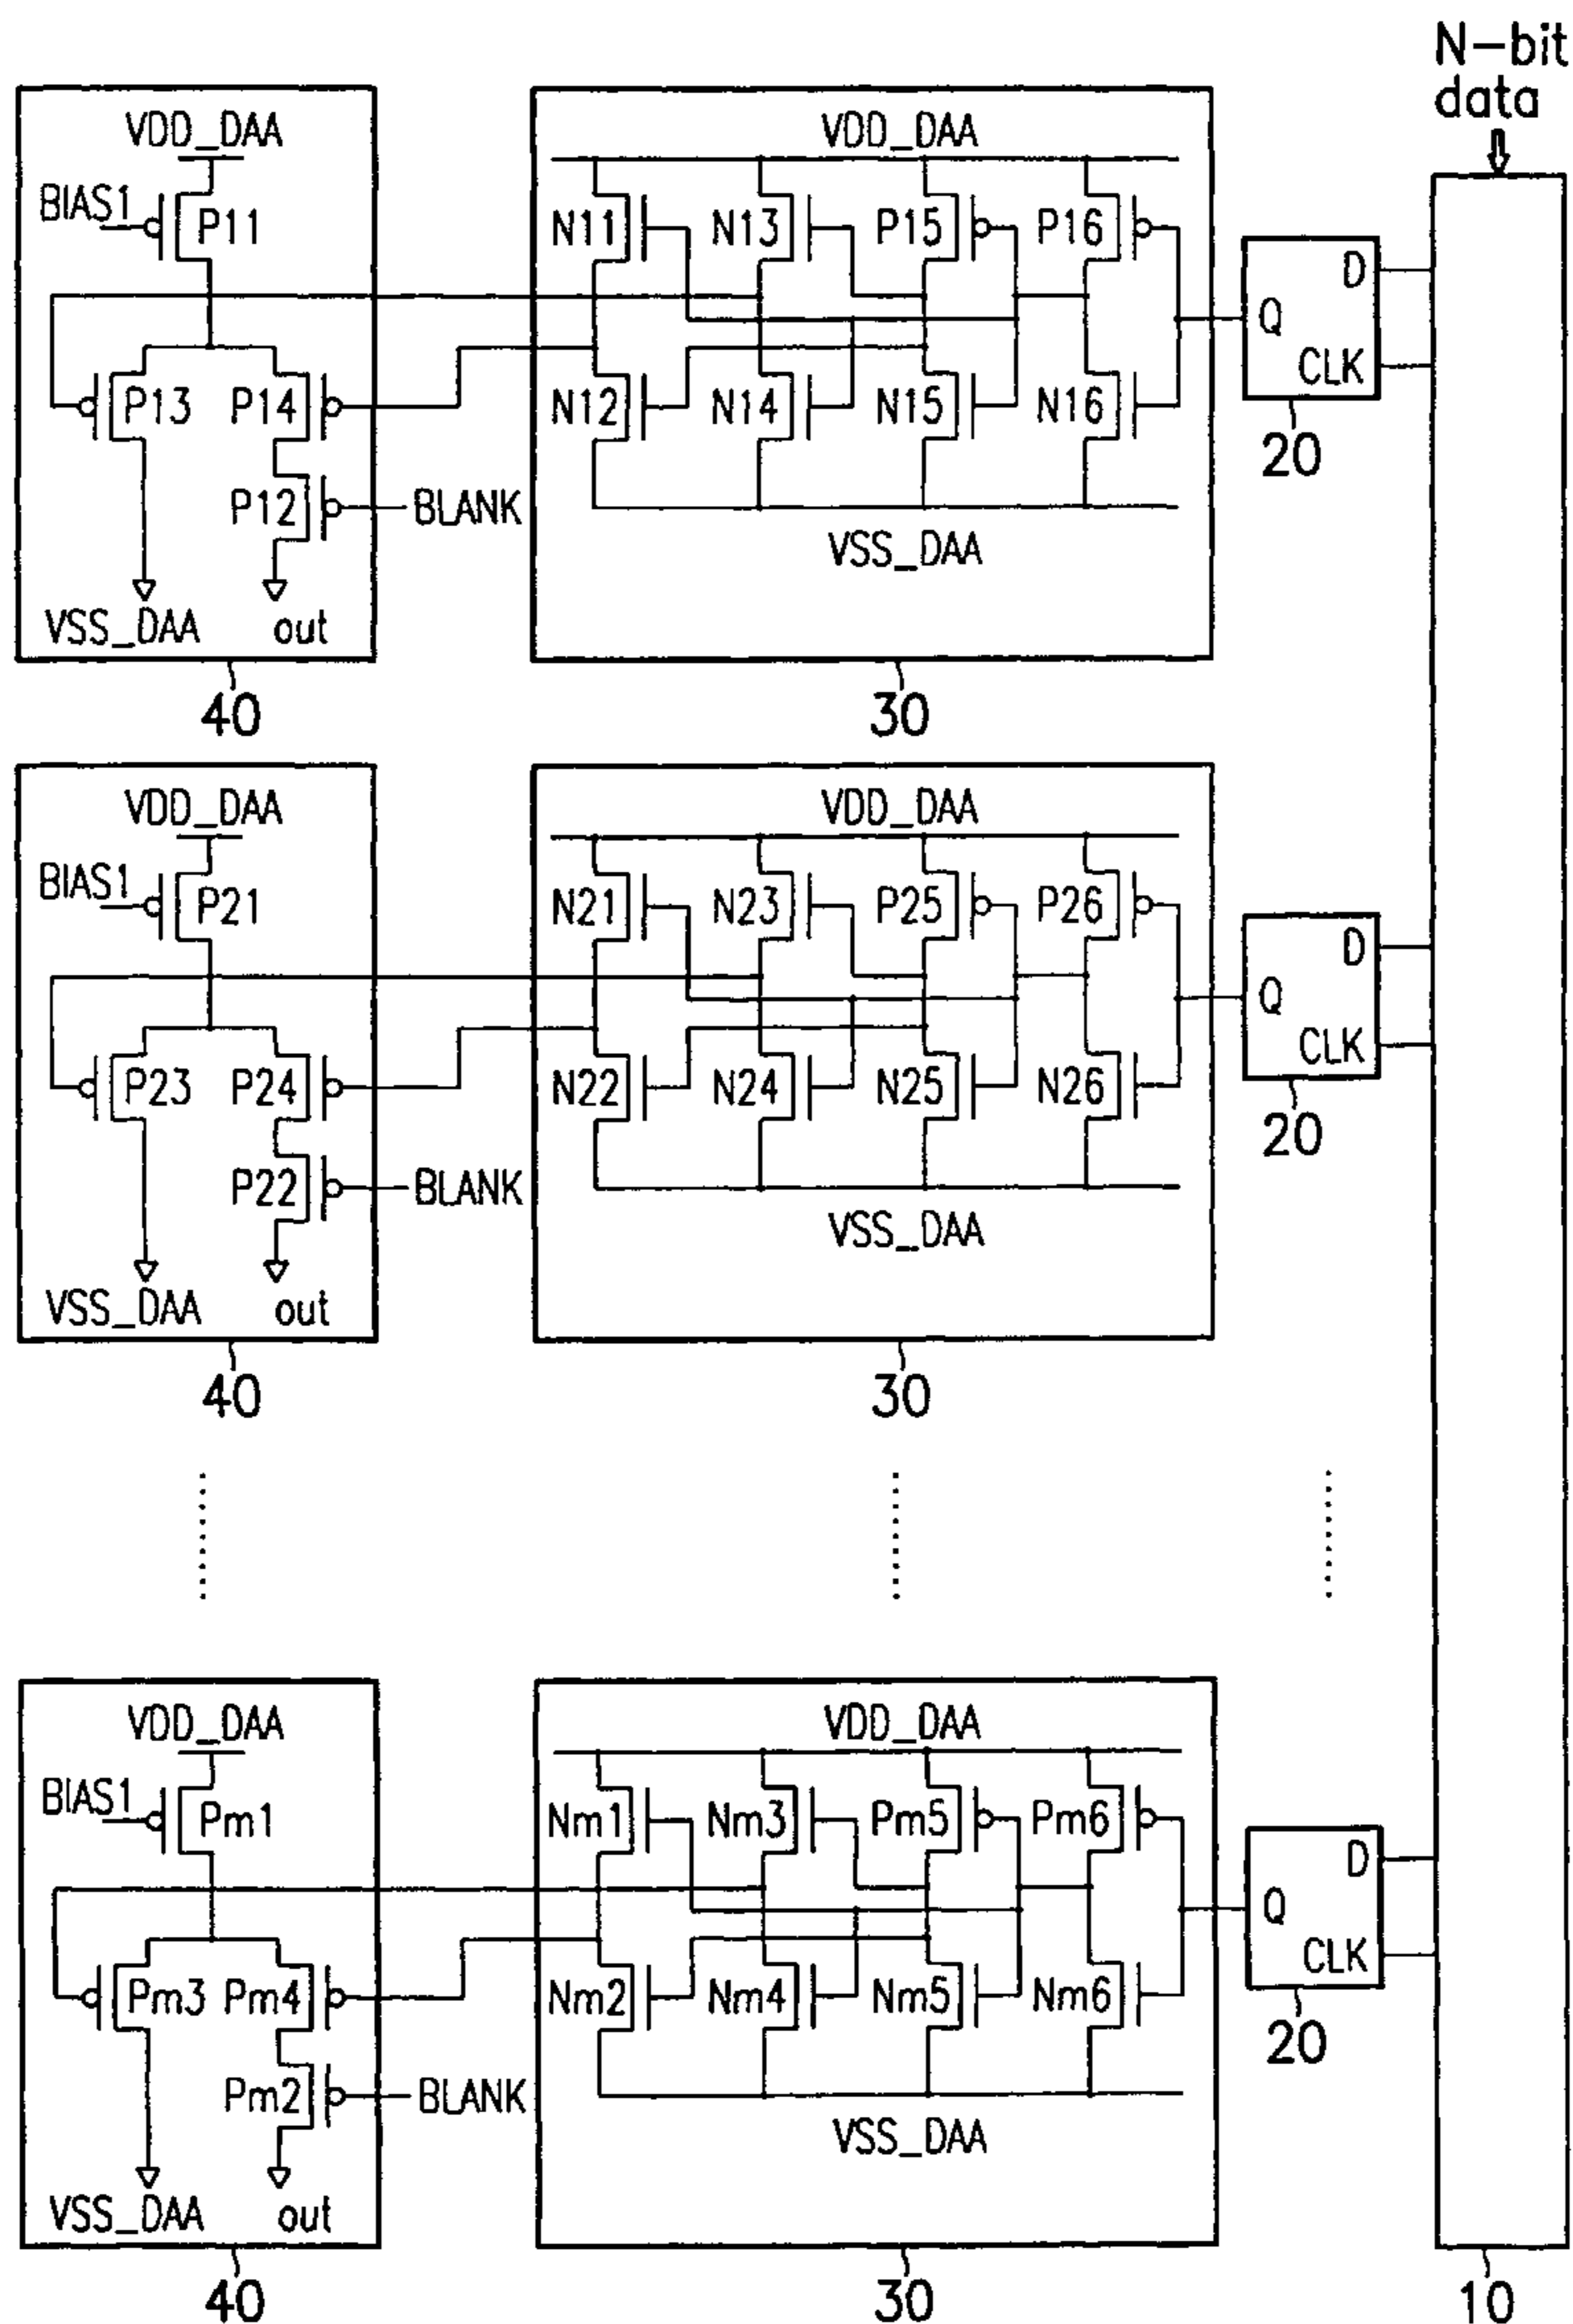 N-bit
data
VDD_DAA
BIAS1
P11
P13
P14
P12
BLANK
VSS_DAA
out
40
VDD_DAA
N11
N13
P15
P16
N12
N14
N15
N16
VSS_DAA
30
D
Q
CLK
20
VDD_DAA
BIAS1
P21
P23
P24
P22
BLANK
VSS_DAA
out
40
VDD_DAA
N21
N23
P25
P26
N22
N24
N25
N26
VSS_DAA
30
D
Q
CLK
20
VDD_DAA
BIAS1
Pm1
Pm3
Pm4
Pm2
BLANK
VSS_DAA
out
40
VDD_DAA
Nm1
Nm3
Pm5
Pm6
Nm2
Nm4
Nm5
Nm6
VSS_DAA
30
D
Q
CLK
20
10